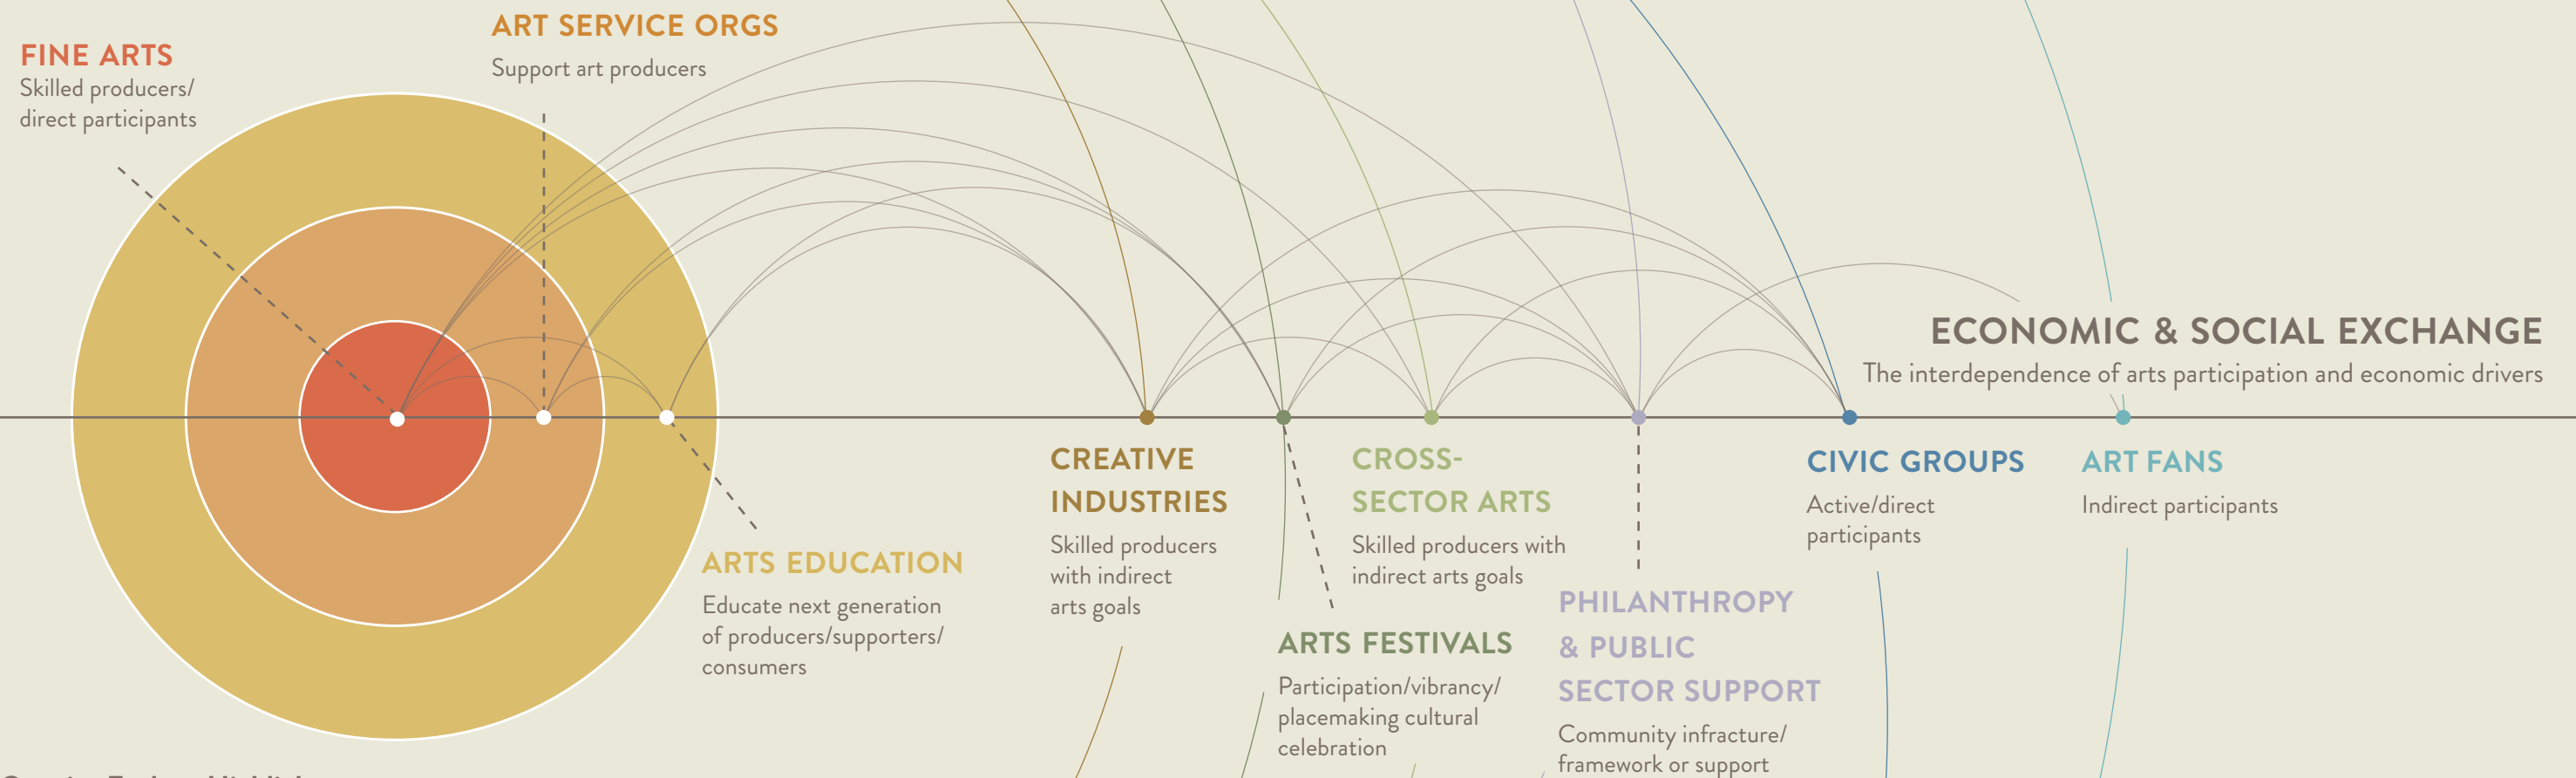 FINE ARTS
Skilled producers/
direct participants
ART SERVICE ORGS
Support art producers
ECONOMIC & SOCIAL EXCHANGE
The interdependence of arts participation and economic drivers
ARTS EDUCATION
Educate next generation
of producers/supporters/
consumers
CREATIVE
INDUSTRIES
Skilled producers
with indirect
arts goals
ARTS FESTIVALS
Participation/vibrancy/
placemaking cultural
celebration
CROSS-
SECTOR ARTS
Skilled producers with
indirect arts goals
PHILANTHROPY
& PUBLIC
SECTOR SUPPORT
Community infracture/
framework or support
CIVIC GROUPS
Active/direct
participants
ART FANS
Indirect participants